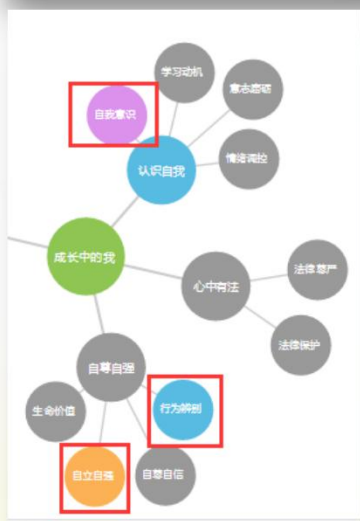 学习动机
意志磨砺
自我意识
情绪调控
认识自我
成长中的我
法律尊严
心中有法
法律保护
自尊自强
生命价值
行为辨别
自立自强
自尊自信